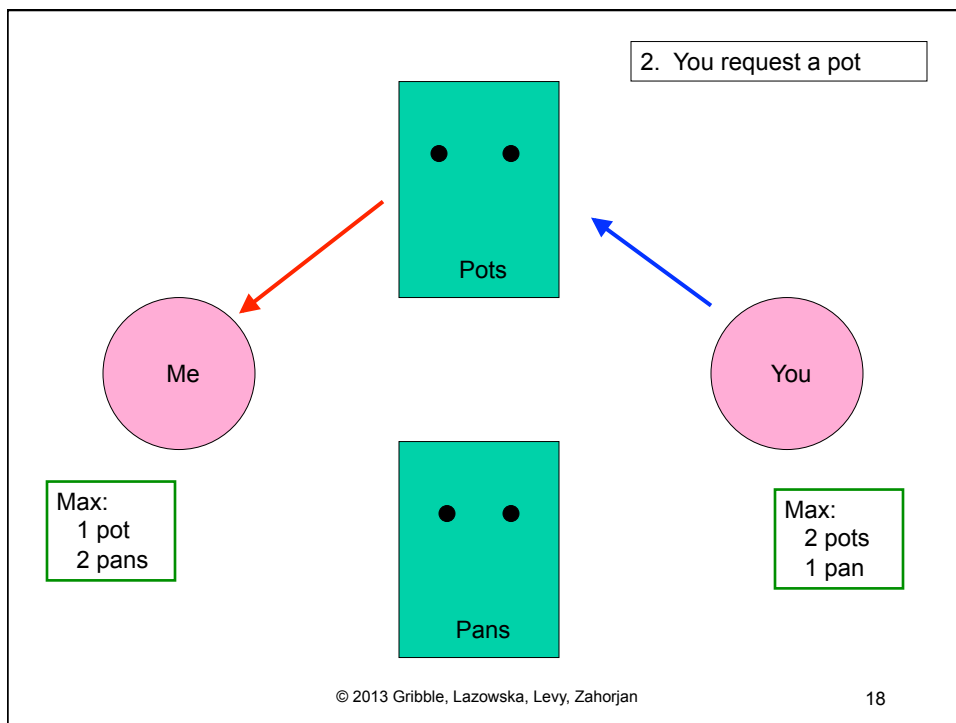 2. You request a pot
Pots
Me
You
Max:
1 pot
2 pans
Max:
2 pots
1 pan
Pans
© 2013 Gribble, Lazowska, Levy, Zahorjan
18